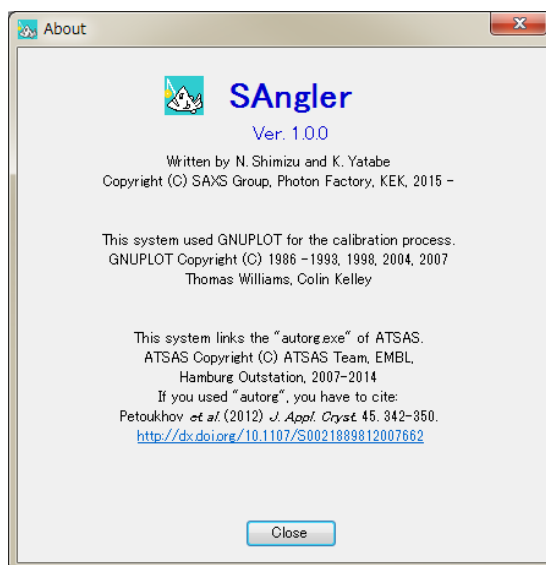 About
SAngler
Ver. 1.0.0
Written by N. Shimizu and K. Yatabe
Copyright (C) SAXS Group, Photon Factory, KEK, 2015 -
This system used GNUPLOT for the calibration process.
GNUPLOT Copyright (C) 1986 -1993, 1998, 2004, 2007
Thomas Williams, Colin Kelley
This system links the "autorg.exe" of ATSAS.
ATSAS Copyright (C) ATSAS Team, EMBL,
Hamburg Outstation, 2007-2014
If you used "autorg", you have to cite:
Petoukhov et al. (2012) J. Appl. Cryst. 45. 342-350.
http://dx.doi.org/10.1107/S0021889812007662
Close